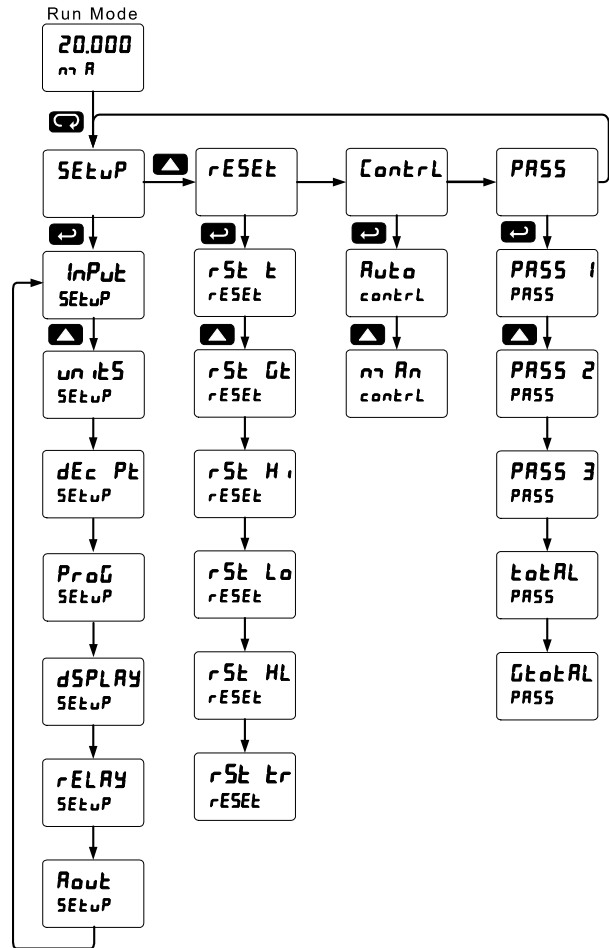 Run Mode
20.000
mA
SEtuP
rESEt
ContrL
PASS
InPut
SEtuP
rSt t
rESEt
Auto
contrL
PASS 1
PASS
unitS
SEtuP
rSt Gt
rESEt
mAn
contrL
PASS 2
PASS
dEc Pt
SEtuP
rSt Hi
rESEt
PASS 3
PASS
ProG
SEtuP
rSt Lo
rESEt
totAL
PASS
dSPLAY
SEtuP
rSt HL
rESEt
GtotAL
PASS
rELAY
SEtuP
rSt tr
rESEt
Aout
SEtuP